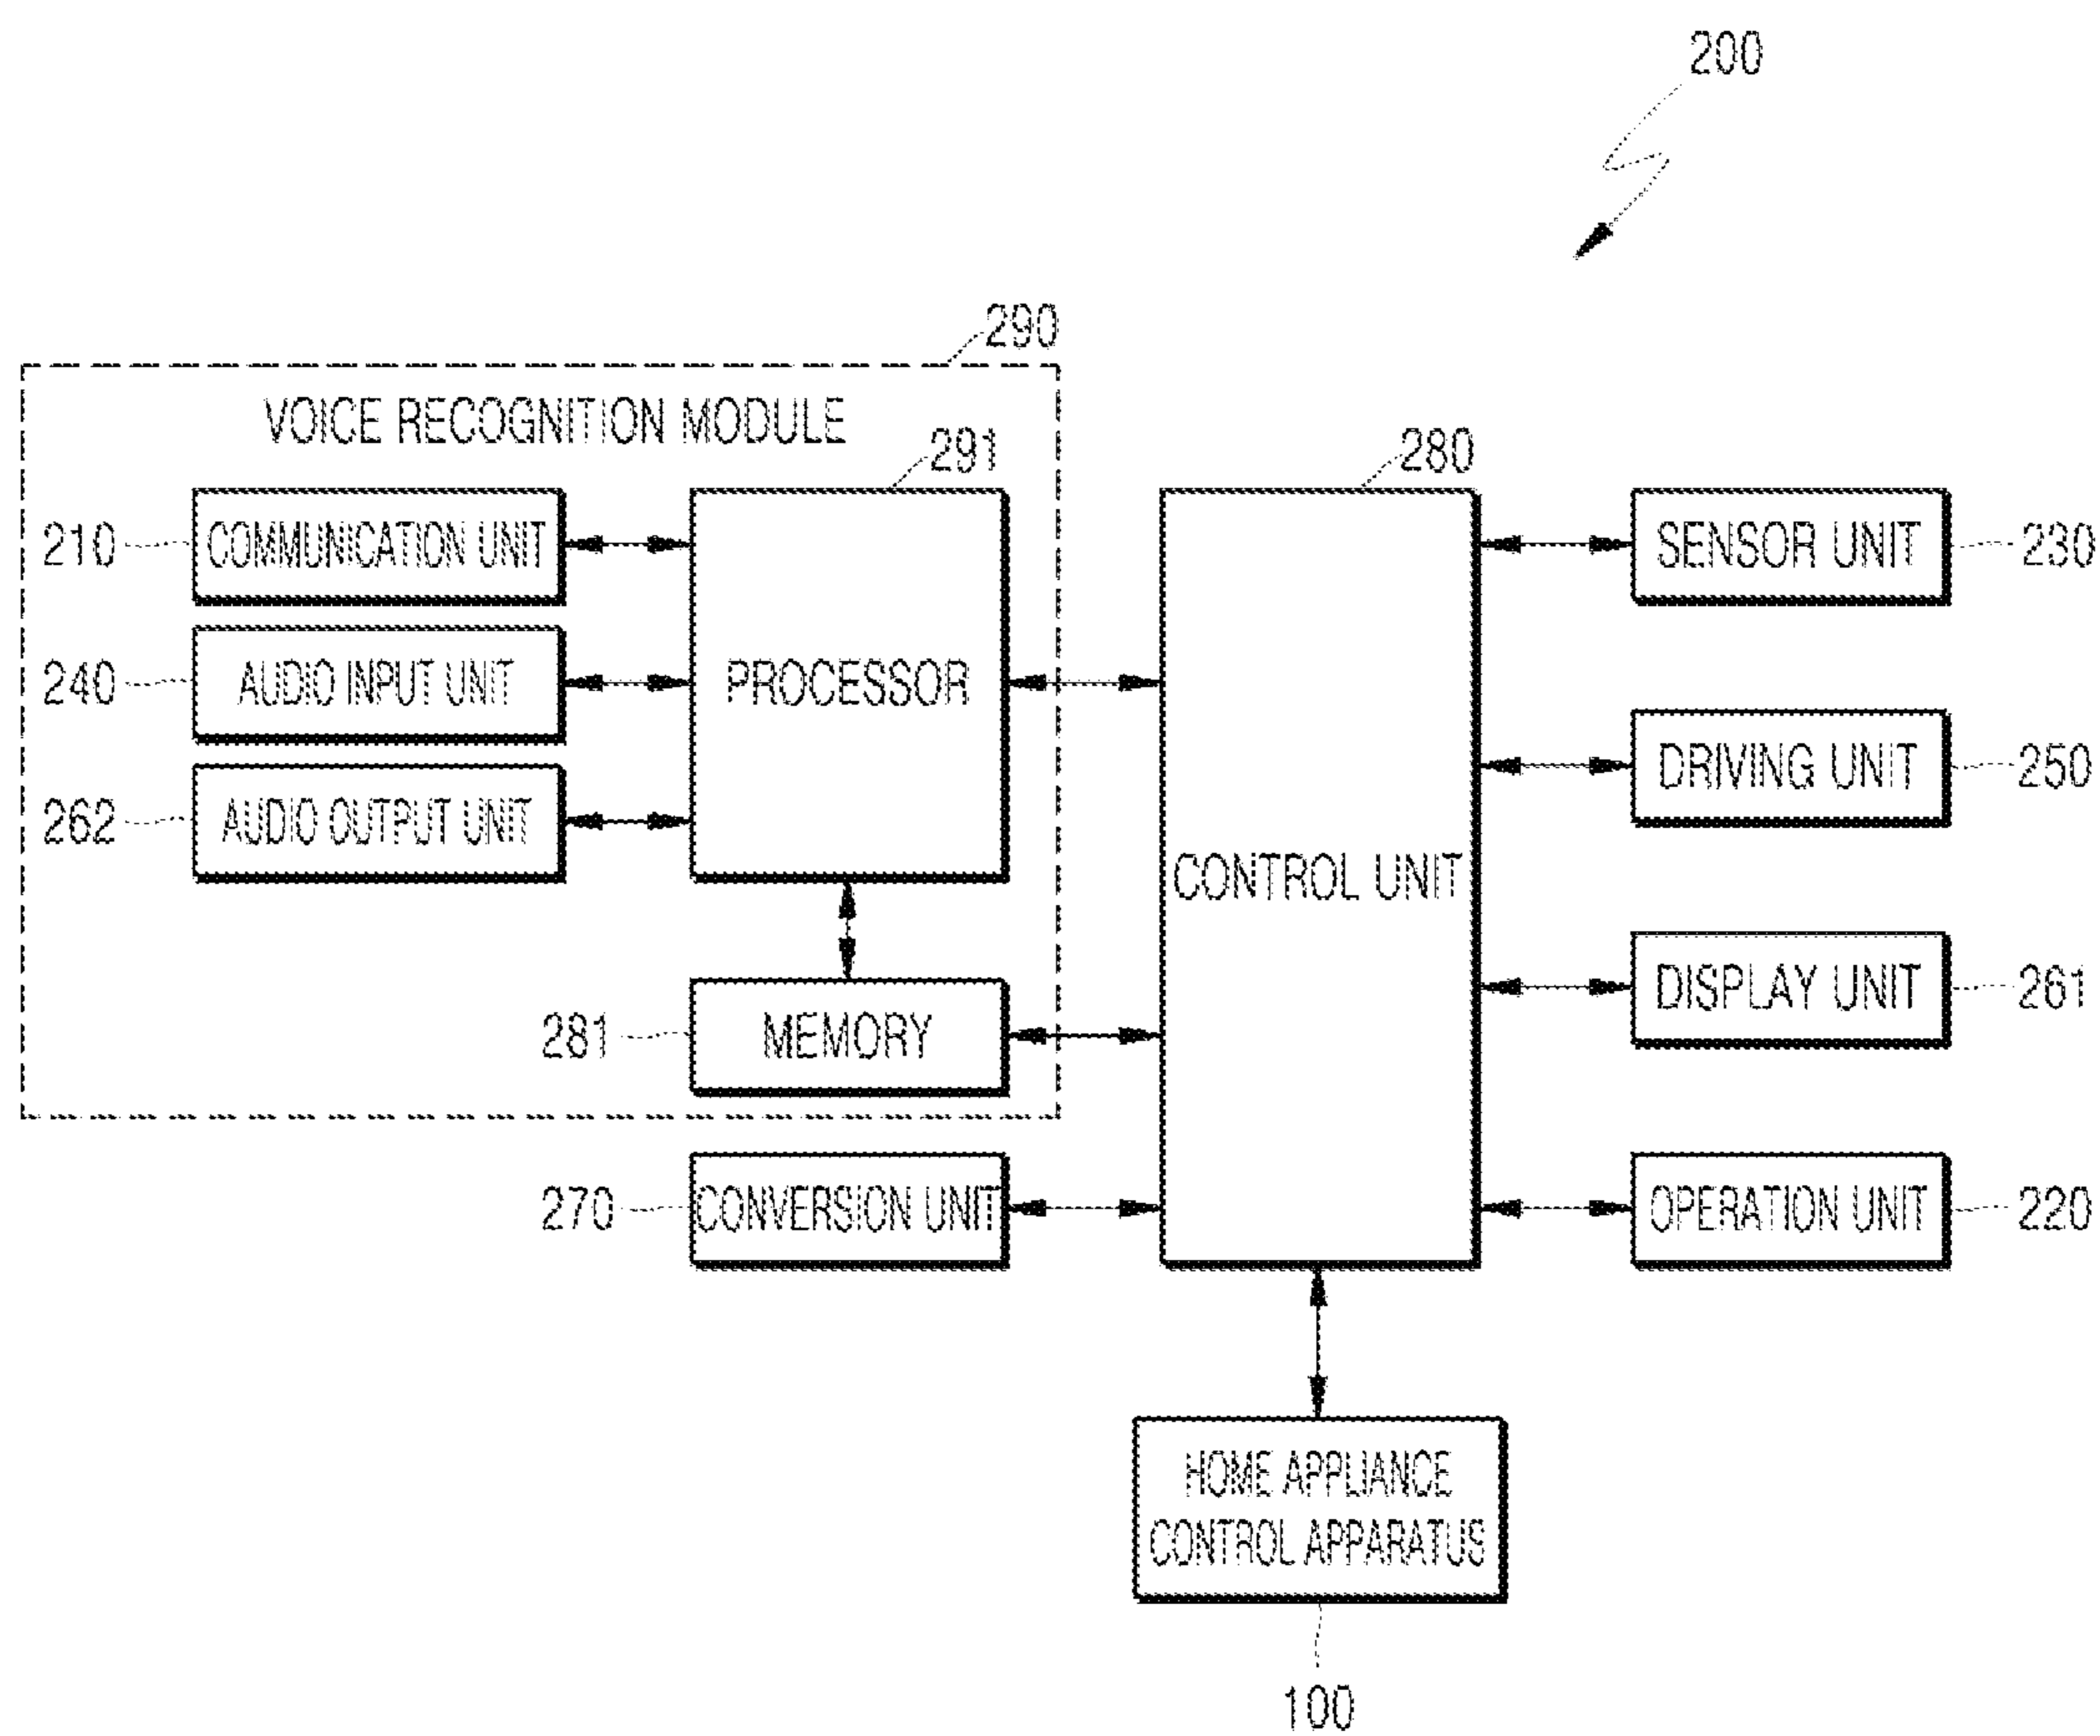 200
290
VOICE RECOGNITION MODULE
291
280
210
COMMUNICATION UNIT
SENSOR UNIT
230
240
AUDIO INPUT UNIT
PROCESSOR
DRIVING UNIT
250
262
AUDIO OUTPUT UNIT
CONTROL UNIT
DISPLAY UNIT
261
281
MEMORY
270
CONVERSION UNIT
OPERATION UNIT
220
HOME APPLIANCE
CONTROL APPARATUS
100